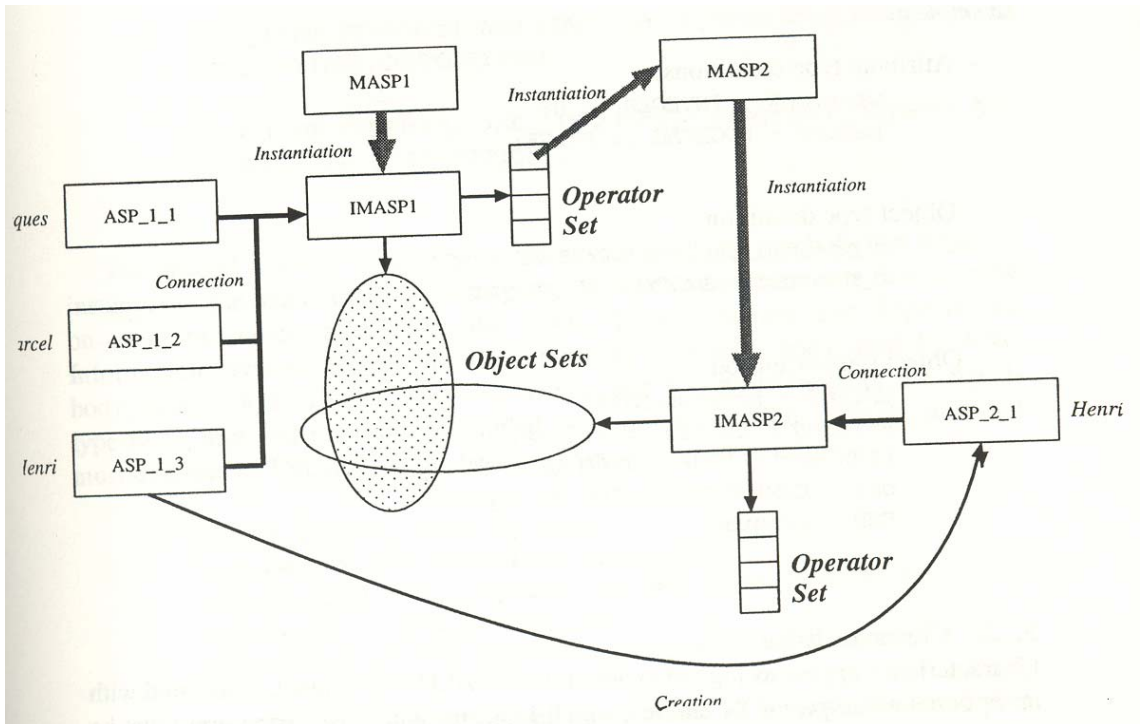 MASP1
MASP2
Instantiation
Instantiation
Operator
Set
Instantiation
ques
ASP_1_1
IMASP1
Connection
rcel
ASP_1_2
Object Sets
Connection
lenri
ASP_1_3
IMASP2
ASP_2_1
Henri
Operator
Set
Creation